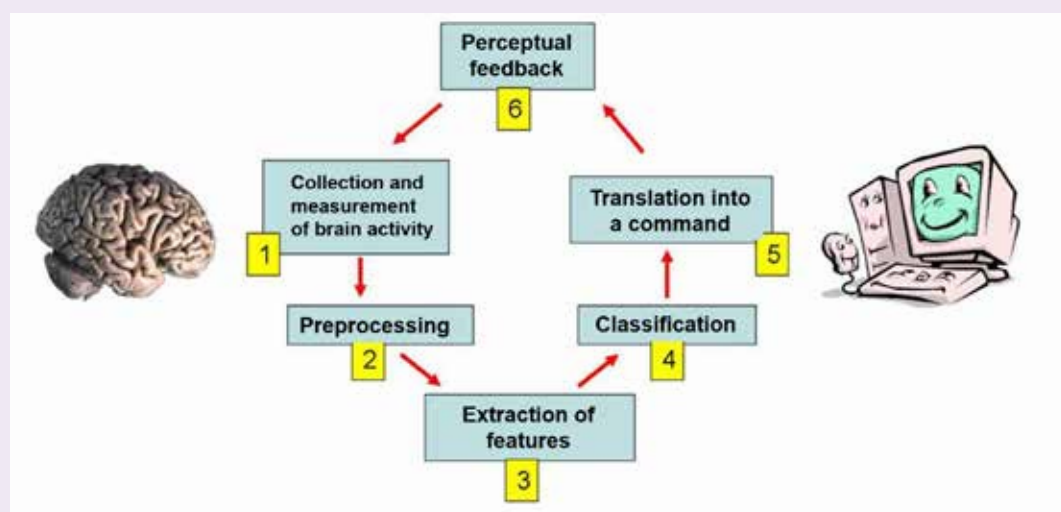 Perceptual
feedback
6
Collection and
measurement
of brain activity
1
Translation into
a command
5
Preprocessing
2
Classification
4
Extraction of
features
3